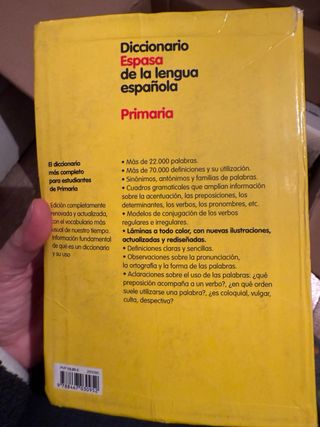 Diccionario
Espasa
de la lengua
española
Primaria
El diccionario
más completo
para estudiantes
de Primaria
Edición completamente
renovada y actualizada,
con el vocabulario más
usual de nuestro tiempo.
Información fundamental
de qué es un diccionario
y su uso
• Más de 22.000 palabras.
• Más de 70.000 definiciones y su utilización.
• Sinónimos, antónimos y familias de palabras.
• Cuadros gramaticales que amplían información
sobre la acentuación, las preposiciones, los
determinantes, los verbos, los pronombres, etc.
• Modelos de conjugación de los verbos
regulares e irregulares.
• Láminas a todo color, con nuevas ilustraciones,
actualizadas y rediseñadas.
• Definiciones claras y sencillas.
• Observaciones sobre la pronunciación,
la ortografía y la forma de las palabras.
• Aclaraciones sobre el uso de las palabras: ¿qué
preposición acompaña a un verbo?, ¿en qué orden
suele utilizarse una palabra?, ¿es coloquial, vulgar,
culta, despectiva?
9 788467 030952